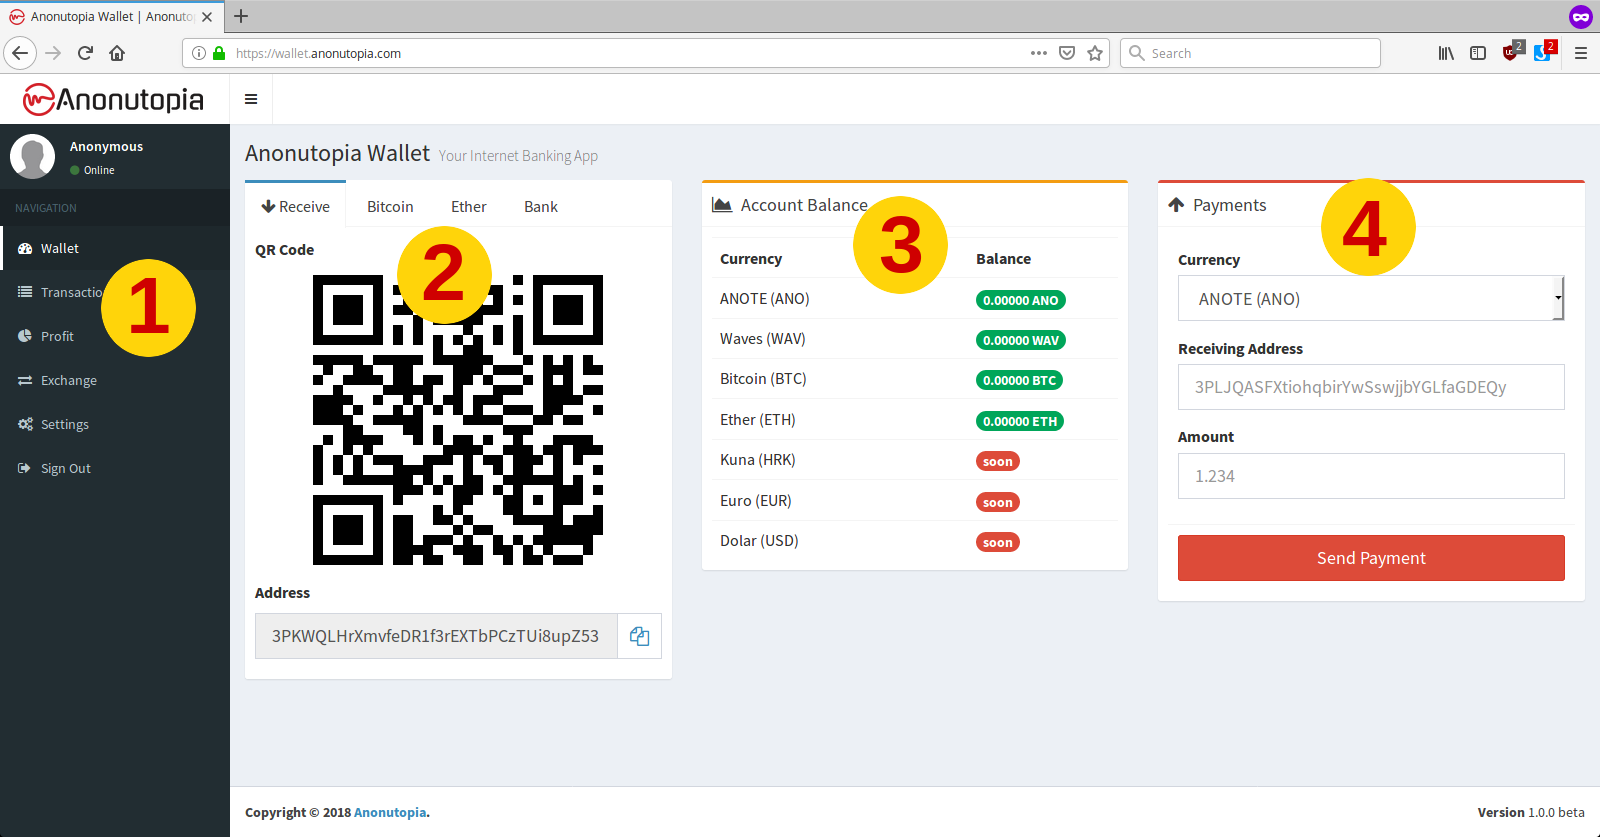 Anonutopia Wallet | Anonuto
https://wallet.anonutopia.com
Search
2
2
Anonutopia
Anonymous
Online
NAVIGATION
Wallet
Transactio
Profit
Exchange
Settings
Sign Out
1
Anonutopia Wallet Your Internet Banking App
Receive Bitcoin Ether Bank
QR Code
2
Address
3PKWQLHrXmvfeDR1f3rEXTbPCzTUi8upZ53
Account Balance
3
Currency Balance
ANOTE (ANO) 0.00000 ANO
Waves (WAV) 0.00000 WAV
Bitcoin (BTC) 0.00000 BTC
Ether (ETH) 0.00000 ETH
Kuna (HRK) soon
Euro (EUR) soon
Dolar (USD) soon
Payments
4
Currency
ANOTE (ANO)
Receiving Address
3PLJQASFXtiohqbirYwSswjjbYGLfaGDEQy
Amount
1.234
Send Payment
Copyright © 2018 Anonutopia.
Version 1.0.0 beta